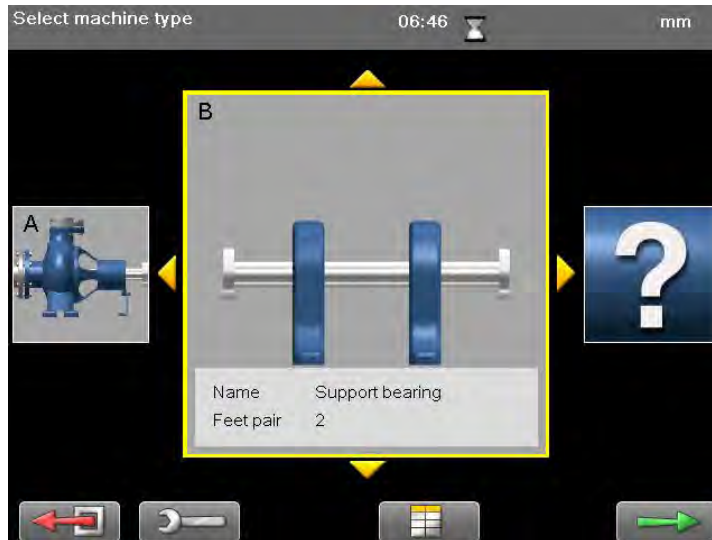 Select machine type 06:46 mm
B
A
?
Name Support bearing
Feet pair 2